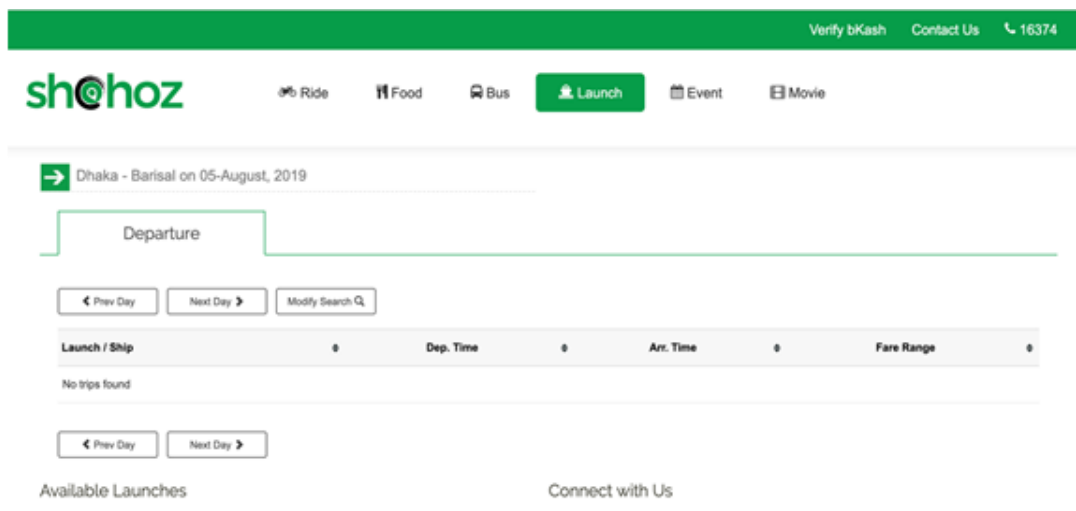 Verify bKash Contact Us 16374
shohoz Ride Food Bus Launch Event Movie
Dhaka - Barisal on 05-August, 2019
Departure
Prev Day Next Day Modify Search
Launch / Ship Dep. Time Arr. Time Fare Range
No trips found
Prev Day Next Day
Available Launches Connect with Us